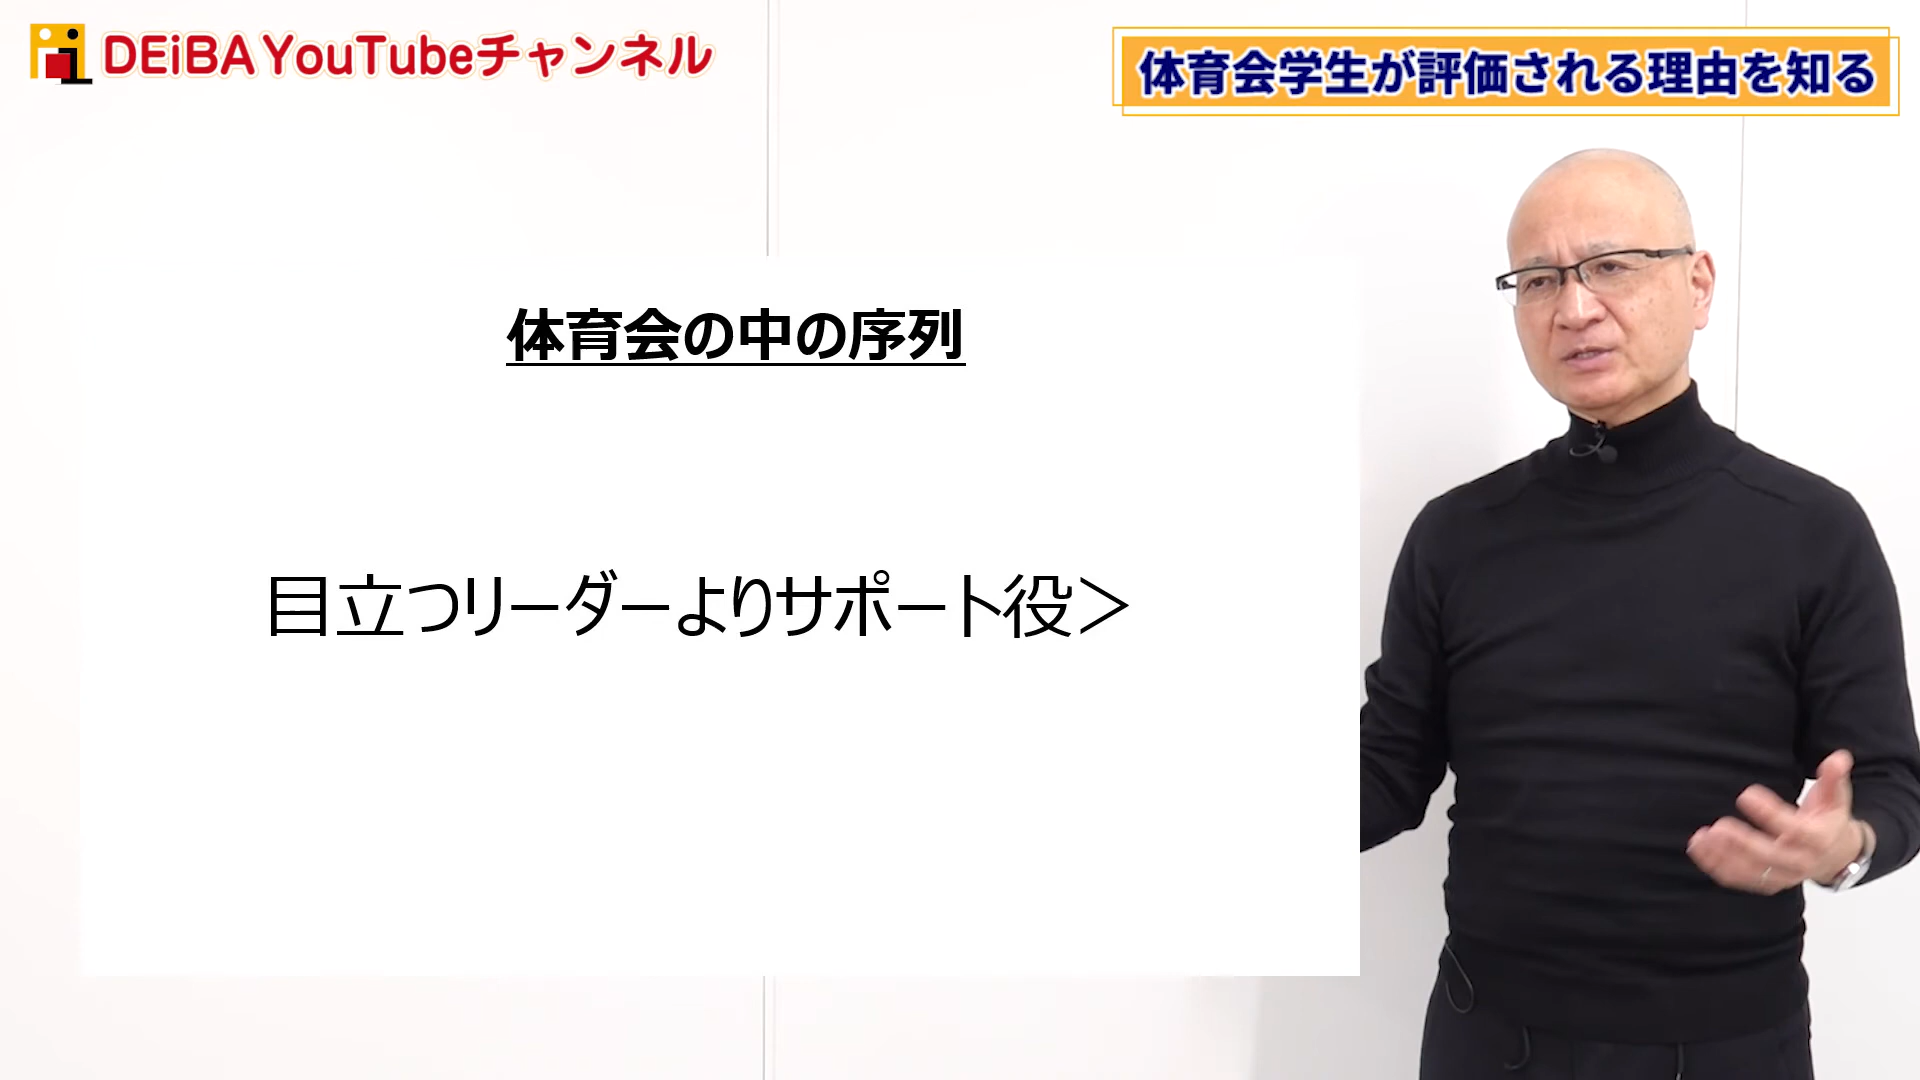 DEiBA YouTubeチャンネル
体育会学生が評価される理由を知る
体育会の中の序列
目立つリーダーよりサポート役＞